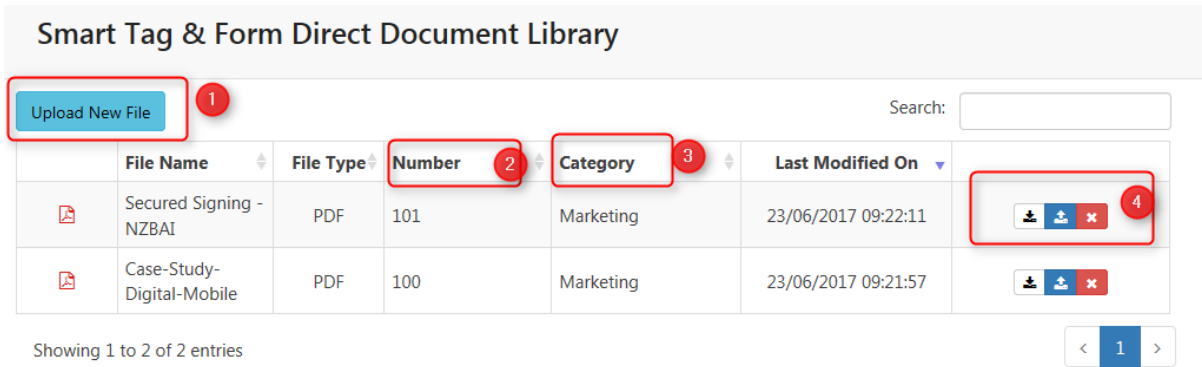 Smart Tag & Form Direct Document Library
Upload New File
1
Search:
File Name File Type Number 2 Category 3 Last Modified On
Secured Signing - NZBAI PDF 101 Marketing 23/06/2017 09:22:11 4
Case-Study-Digital-Mobile PDF 100 Marketing 23/06/2017 09:21:57
Showing 1 to 2 of 2 entries
< 1 >